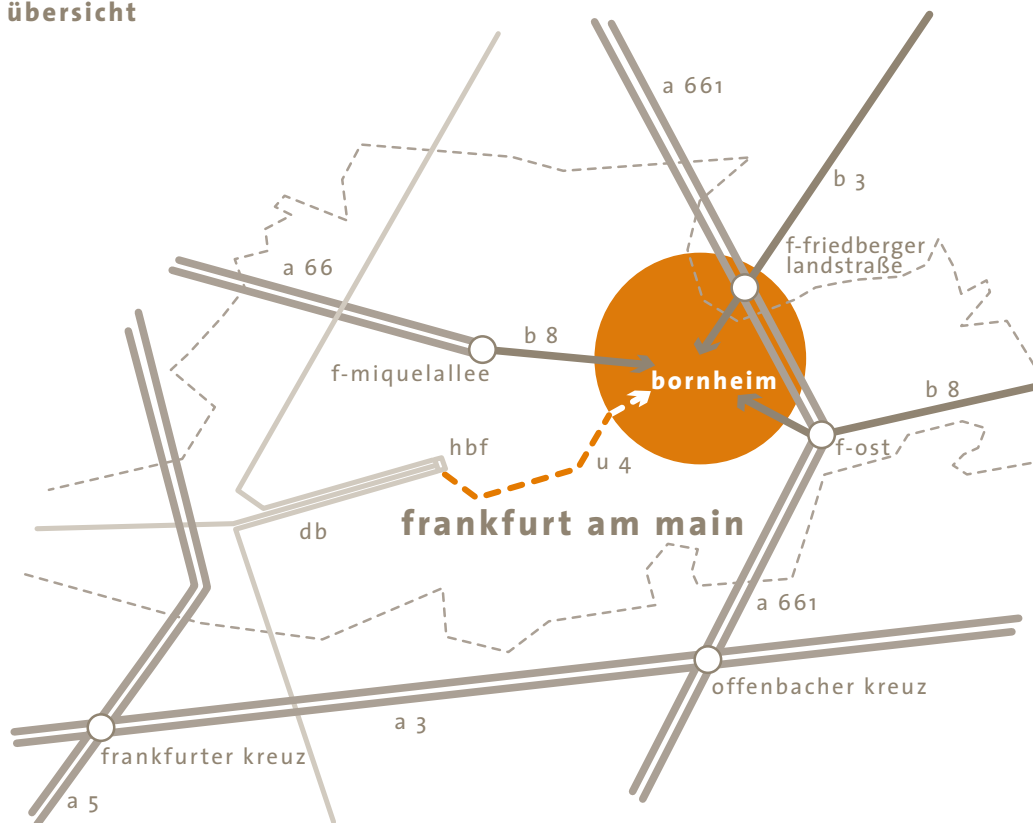 übersicht
a 661
b 3
f-friedberger
landstraße
a 66
b 8
f-miquelallee
bornheim
b 8
hbf
u 4
f-ost
frankfurt am main
db
a 661
offenbacher kreuz
a 3
frankfurter kreuz
a 5